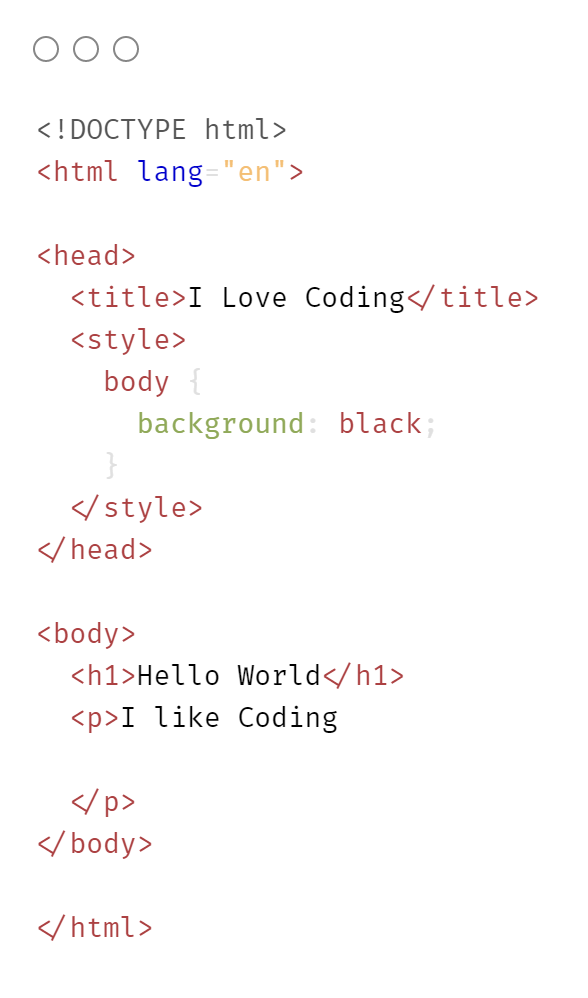 <!DOCTYPE html>
<html lang="en">

<head>
  <title>I Love Coding</title>
  <style>
    body {
      background: black;
    }
  </style>
</head>

<body>
  <h1>Hello World</h1>
  <p>I like Coding

  </p>
</body>

</html>